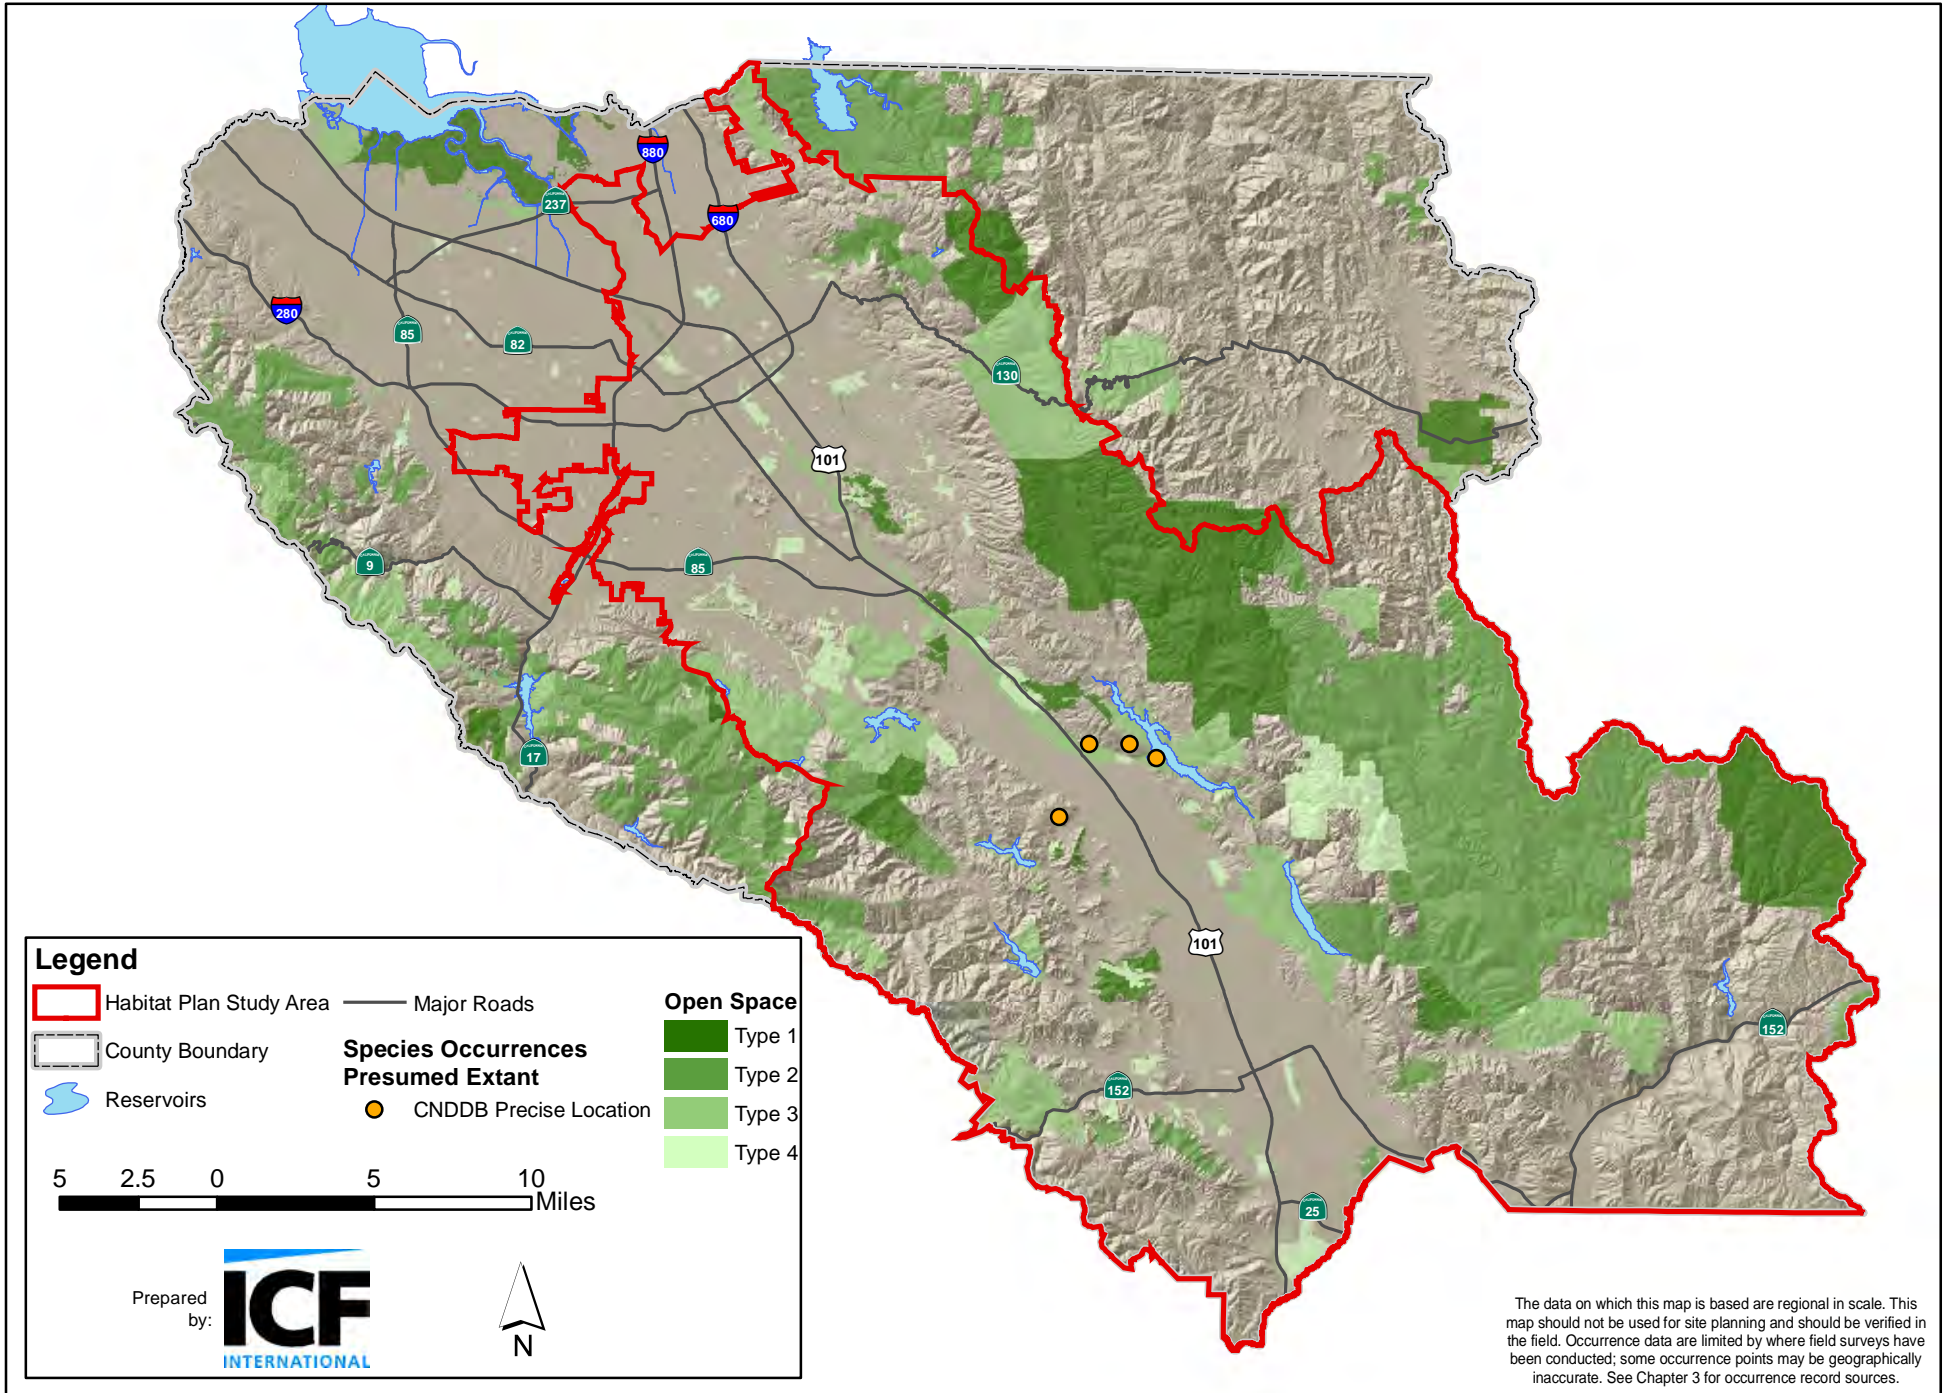 880
237
680
280
85
82
130
101
9
85
17
101
152
152
25
Legend
Habitat Plan Study Area
County Boundary
Reservoirs
Major Roads
Species Occurrences
Presumed Extant
CNDDB Precise Location
Open Space
Type 1
Type 2
Type 3
Type 4
5 2.5 0 5 10
Miles
Prepared
by:
ICF
INTERNATIONAL
N
The data on which this map is based are regional in scale. This
map should not be used for site planning and should be verified in
the field. Occurrence data are limited by where field surveys have
been conducted; some occurrence points may be geographically
inaccurate. See Chapter 3 for occurrence record sources.